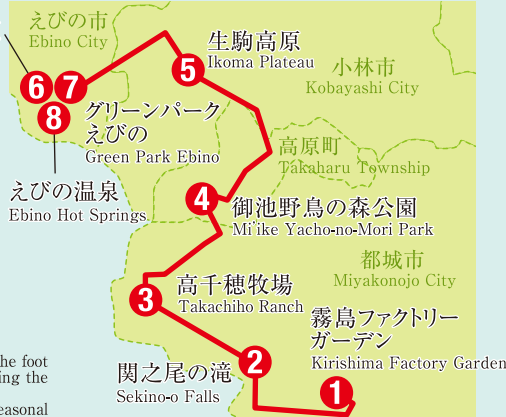 えびの市
Ebino City
生駒高原
Ikoma Plateau
小林市
Kobayashi City
6
7
5
8
グリーンパーク
えびの
Green Park Ebino
高原町
Takaharu Township
えびの温泉
Ebino Hot Springs
4
御池野鳥の森公園
Mi'ike Yacho-no-Mori Park
都城市
Miyakonojo City
3
高千穂牧場
Takachiho Ranch
霧島ファクトリー
ガーデン
Kirishima Factory Garden
he foot
ing the
easonal
関之尾の滝
Sekino-o Falls
2
1